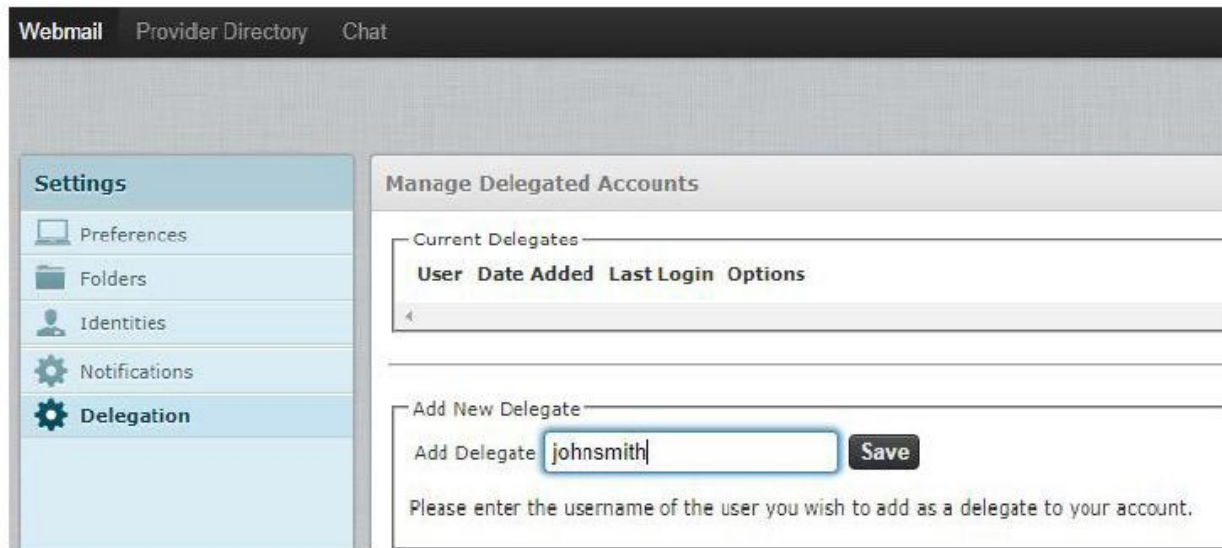 Webmail Provider Directory Chat
Settings
Preferences
Folders
Identities
Notifications
Delegation
Manage Delegated Accounts
Current Delegates
User Date Added Last Login Options
Add New Delegate
Add Delegate johnsmith Save
Please enter the username of the user you wish to add as a delegate to your account.